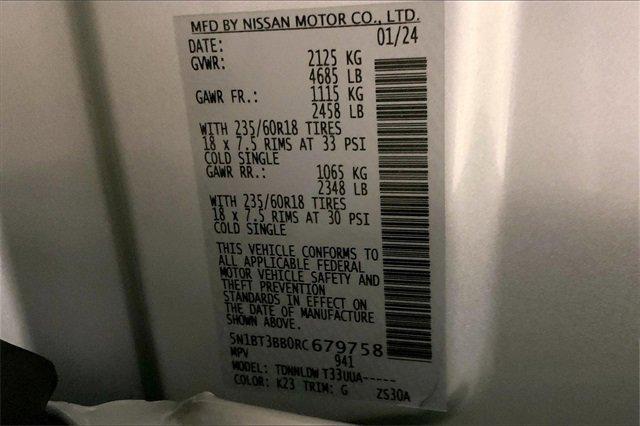 MFD BY NISSAN MOTOR CO., LTD.
DATE: 01/24
GVWR: 2125 KG
4685 LB
GAWR FR.: 1115 KG
2458 LB
WITH 235/60R18 TIRES
18 x 7.5 RIMS AT 33 PSI
COLD SINGLE
GAWR RR.: 1065 KG
2348 LB
WITH 235/60R18 TIRES
18 x 7.5 RIMS AT 30 PSI
COLD SINGLE
THIS VEHICLE CONFORMS TO
ALL APPLICABLE FEDERAL
MOTOR VEHICLE SAFETY AND
THEFT PREVENTION
STANDARDS IN EFFECT ON
THE DATE OF MANUFACTURE
SHOWN ABOVE.
5N1BT3BB0RC679758
MPV 941
MODEL: TDNNLDW T33UUA-----
COLOR: K23 TRIM: G ZS30A